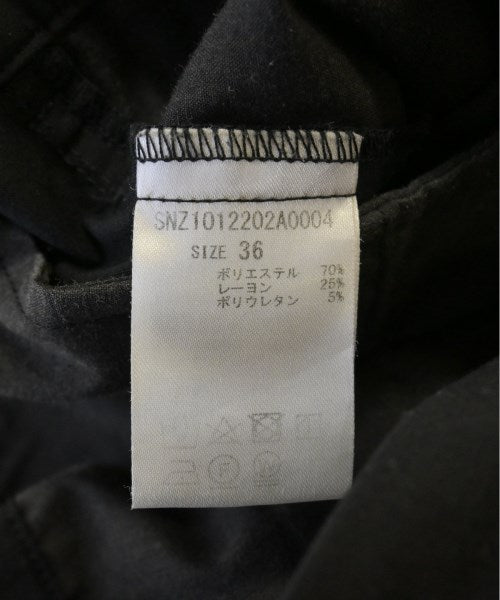 SNZ1012202A0004
SIZE 36
ポリエステル 70%
レーヨン 25%
ポリウレタン 5%